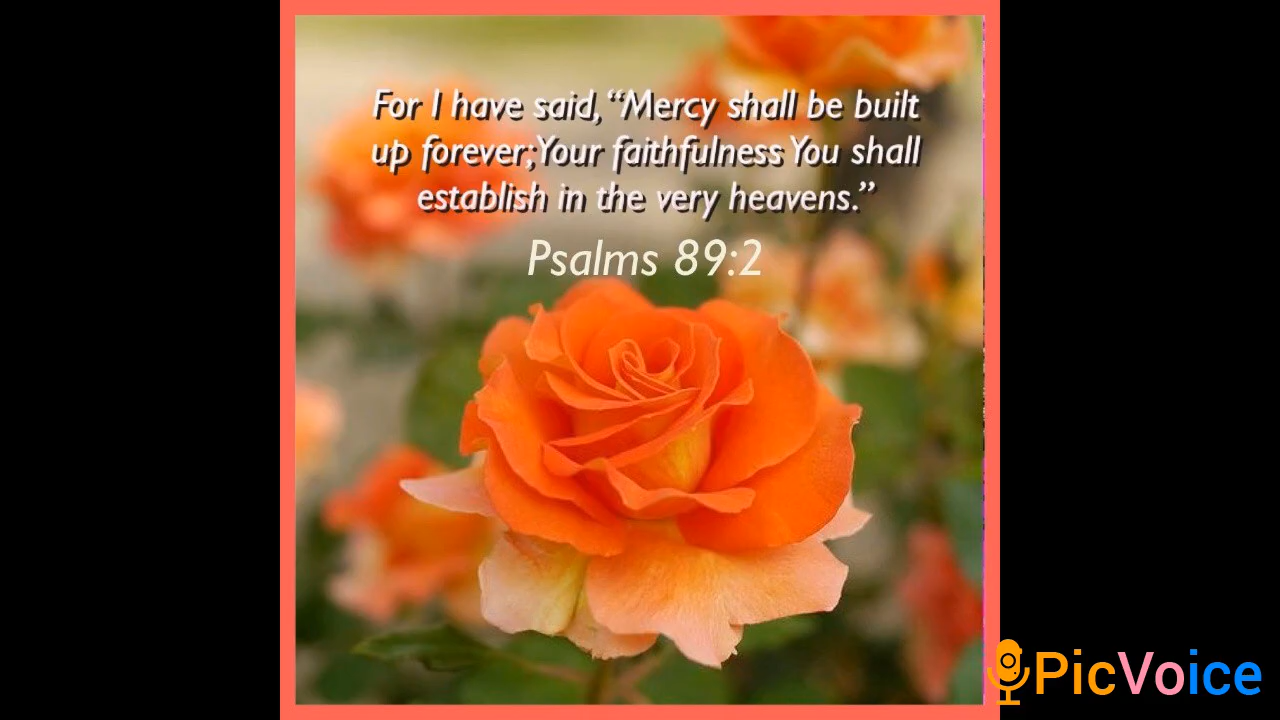 For I have said, “Mercy shall be built
up forever; Your faithfulness You shall
establish in the very heavens.”
Psalms 89:2
PicVoice